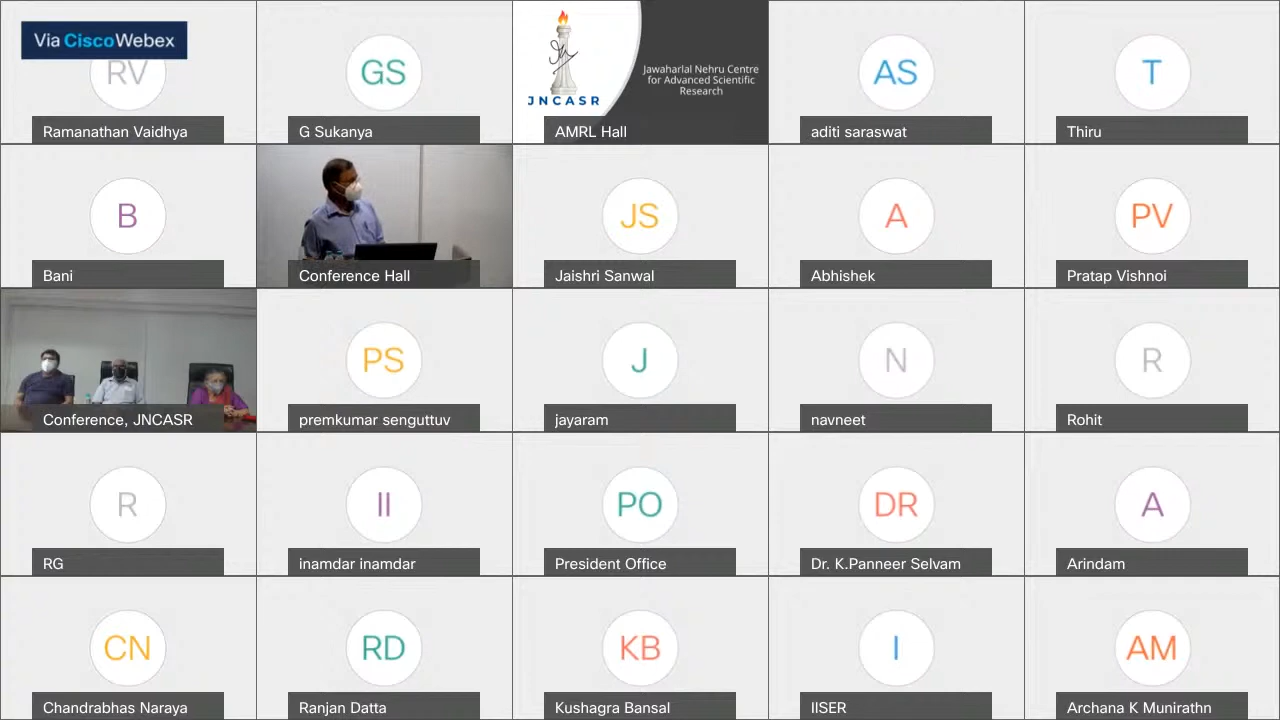 Via CiscoWebex
RV
Ramanathan Vaidhya
GS
G Sukanya
JNCASR
Jawaharlal Nehru Centre
for Advanced Scientific
Research
AMRL Hall
AS
aditi saraswat
T
Thiru
B
Bani
Conference Hall
JS
Jaishri Sanwal
A
Abhishek
PV
Pratap Vishnoi
Conference, JNCASR
PS
premkumar senguttuv
J
jayaram
N
navneet
R
Rohit
R
RG
II
inamdar inamdar
PO
President Office
DR
Dr. K.Panneer Selvam
A
Arindam
CN
Chandrabhas Naraya
RD
Ranjan Datta
KB
Kushagra Bansal
I
IISER
AM
Archana K Munirathn